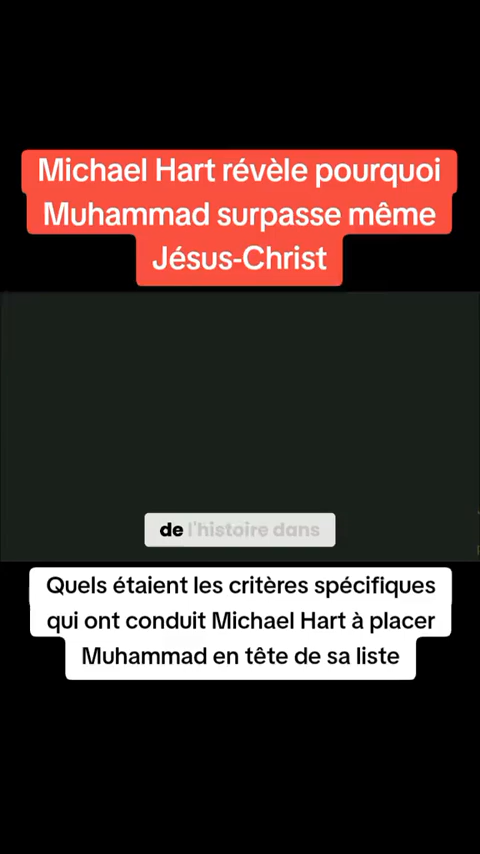 Michael Hart révèle pourquoi
Muhammad surpasse même
Jésus-Christ
de l'histoire dans
Quels étaient les critères spécifiques
qui ont conduit Michael Hart à placer
Muhammad en tête de sa liste